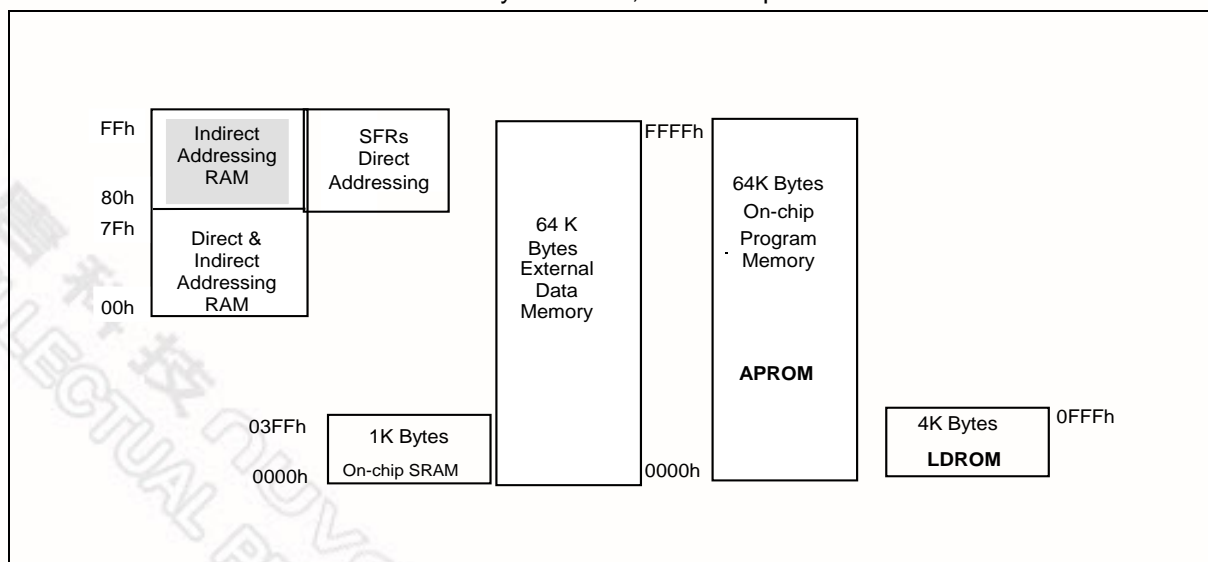 FFh
Indirect
Addressing
RAM
80h
SFRs
Direct
Addressing
7Fh
Direct &
Indirect
Addressing
RAM
00h
03FFh
1K Bytes
On-chip SRAM
0000h
64 K
Bytes
External
Data
Memory
FFFFh
0000h
64K Bytes
On-chip
Program
Memory
APROM
4K Bytes
LDROM
0FFFh